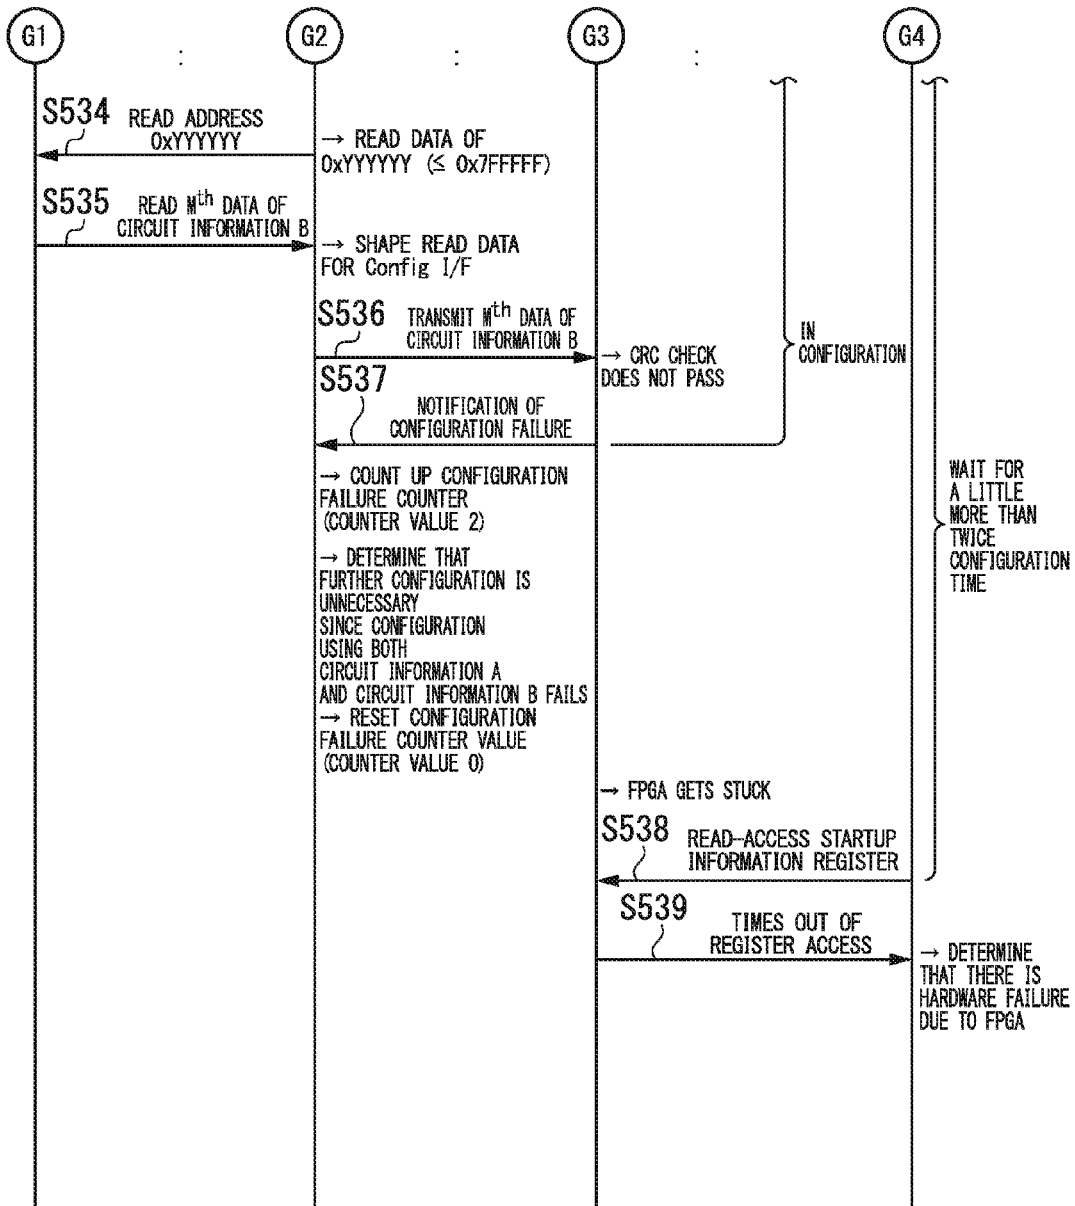 G1
G2
G3
G4
S534
READ ADDRESS
0xYYYYYY
→ READ DATA OF
0xYYYYYY (≦ 0x7FFFFF)
S535
READ Mth DATA OF
CIRCUIT INFORMATION B
→ SHAPE READ DATA
FOR Config I/F
S536
TRANSMIT Mth DATA OF
CIRCUIT INFORMATION B
→ CRC CHECK
DOES NOT PASS
IN
CONFIGURATION
S537
NOTIFICATION OF
CONFIGURATION FAILURE
→ COUNT UP CONFIGURATION
FAILURE COUNTER
(COUNTER VALUE 2)
→ DETERMINE THAT
FURTHER CONFIGURATION IS
UNNECESSARY
SINCE CONFIGURATION
USING BOTH
CIRCUIT INFORMATION A
AND CIRCUIT INFORMATION B FAILS
→ RESET CONFIGURATION
FAILURE COUNTER VALUE
(COUNTER VALUE 0)
WAIT FOR
A LITTLE
MORE THAN
TWICE
CONFIGURATION
TIME
→ FPGA GETS STUCK
S538
READ-ACCESS STARTUP
INFORMATION REGISTER
S539
TIMES OUT OF
REGISTER ACCESS
→ DETERMINE
THAT THERE IS
HARDWARE FAILURE
DUE TO FPGA